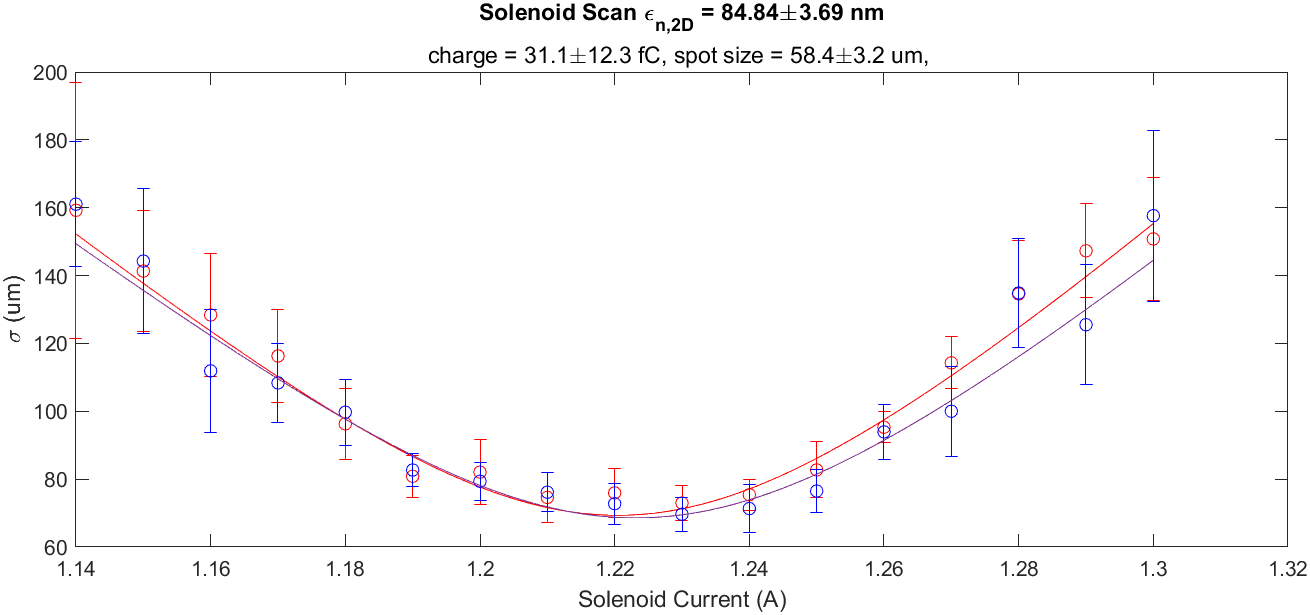 Solenoid Scan ϵn,2D = 84.84±3.69 nm
charge = 31.1±12.3 fC, spot size = 58.4±3.2 um,
200
180
160
140
120
100
80
60
σ (um)
1.14 1.16 1.18 1.2 1.22 1.24 1.26 1.28 1.3 1.32
Solenoid Current (A)